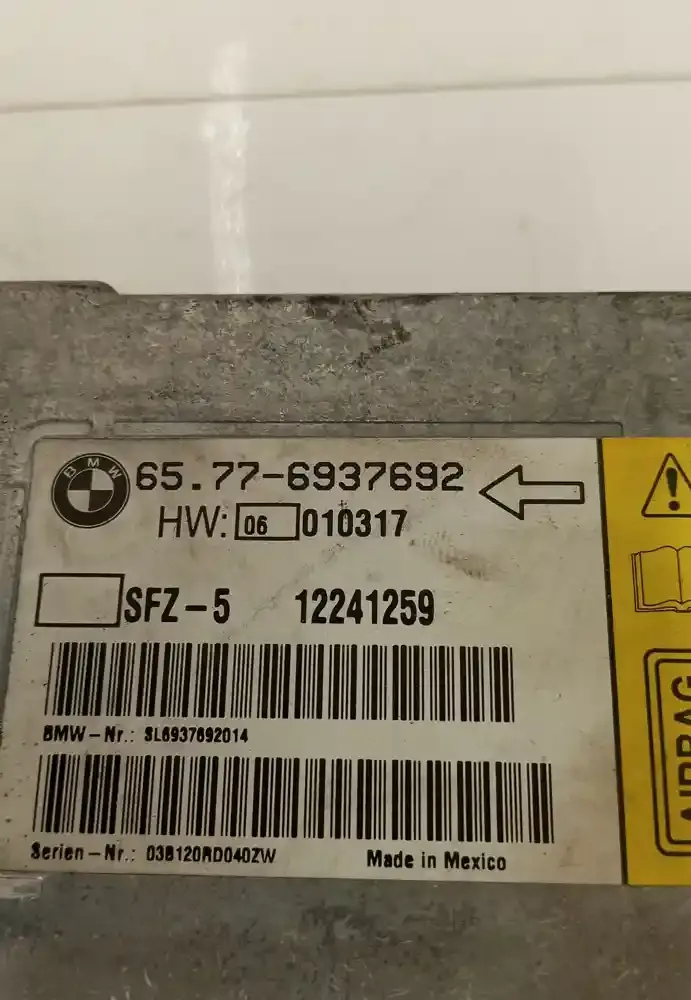 BMW
65.77-6937692
HW: 06 010317
SFZ-5 12241259
BMW-Nr.: SL6937692014
Serien-Nr.: 03B120RD040ZW
Made in Mexico
AIRBAG